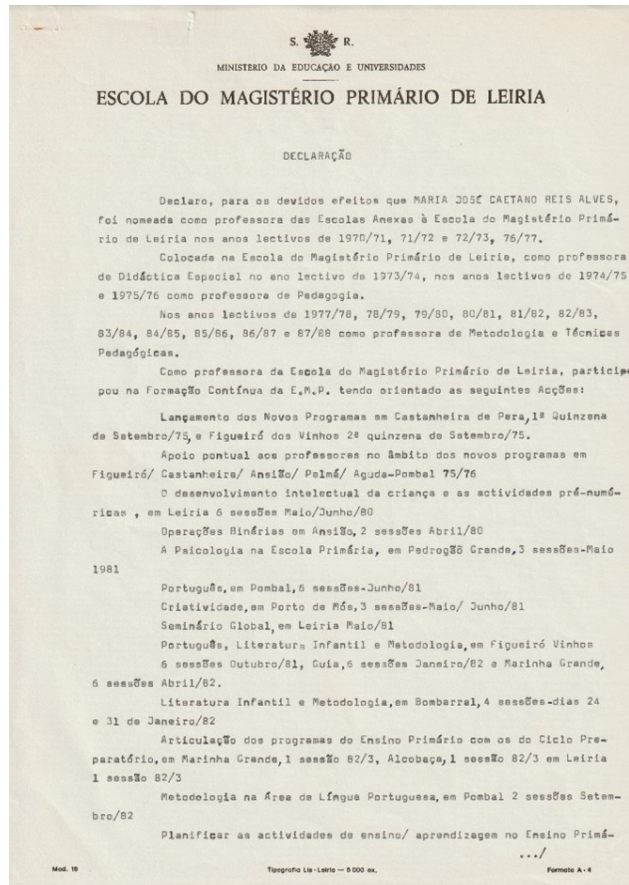 S. R.
MINISTÉRIO DA EDUCAÇÃO E UNIVERSIDADES
ESCOLA DO MAGISTÉRIO PRIMÁRIO DE LEIRIA
DECLARAÇÃO
Declaro, para os devidos efeitos que MARIA JOSÉ CAETANO REIS ALVES,
foi nomeada como professora das Escolas Anexas à Escola do Magistério Primá-
rio de Leiria nos anos lectivos de 1970/71, 71/72 e 72/73, 76/77.
Colocada na Escola do Magistério Primário de Leiria, como professora
de Didáctica Especial no ano lectivo de 1973/74, nos anos lectivos de 1974/75
e 1975/76 como professora de Pedagogia.
Nos anos lectivos de 1977/78, 78/79, 79/80, 80/81, 81/82, 82/83,
83/84, 84/85, 85/86, 86/87 e 87/88 como professora de Metodologia e Técnicas
Pedagógicas.
Como professora da Escola do Magistério Primário de Leiria, particip
pou na Formação Contínua da E.M.P. tendo orientado as seguintes Acções:
Lançamento dos Novos Programas em Castanheira de Pera,1ª Quinzena
de Setembro/75, e Figueiró dos Vinhos 2ª quinzena de Setembro/75.
Apoio pontual aos professores no âmbito dos novos programas em
Figueiró/ Castanheira/ Ansião/ Pelmá/ Aguda-Pombal 75/76
O desenvolvimento intelectual da criança e as actividades pré-numé-
ricas , em Leiria 6 sessões Maio/Junho/80
Operações Binárias em Ansião, 2 sessões Abril/80
A Psicologia na Escola Primária, em Pedrogão Grande, 3 sessões-Maio
1981
Português, em Pombal, 6 sessões-Junho/81
Criatividade, em Porto de Mós, 3 sessões-Maio/ Junho/81
Seminário Global, em Leiria Maio/81
Português, Literatura Infantil e Metodologia, em Figueiró Vinhos
6 sessões Outubro/81, Guia, 6 sessões Janeiro/82 e Marinha Grande,
6 sessões Abril/82.
Literatura Infantil e Metodologia, em Bombarral, 4 sessões-dias 24
e 31 de Janeiro/82
Articulação dos programas do Ensino Primário com os do Ciclo Pre-
paratório, em Marinha Grande, 1 sessão 82/3, Alcobaça, 1 sessão 82/3 em Leiria
1 sessão 82/3
Metodologia na Área da Língua Portuguesa, em Pombal 2 sessões Setem-
bro/82
Planificar as actividades de ensino/ aprendizagem no Ensino Primá-
.../
Mod. 19 Tipografia Lis - Leiria — 5 000 ex. Formato A - 4